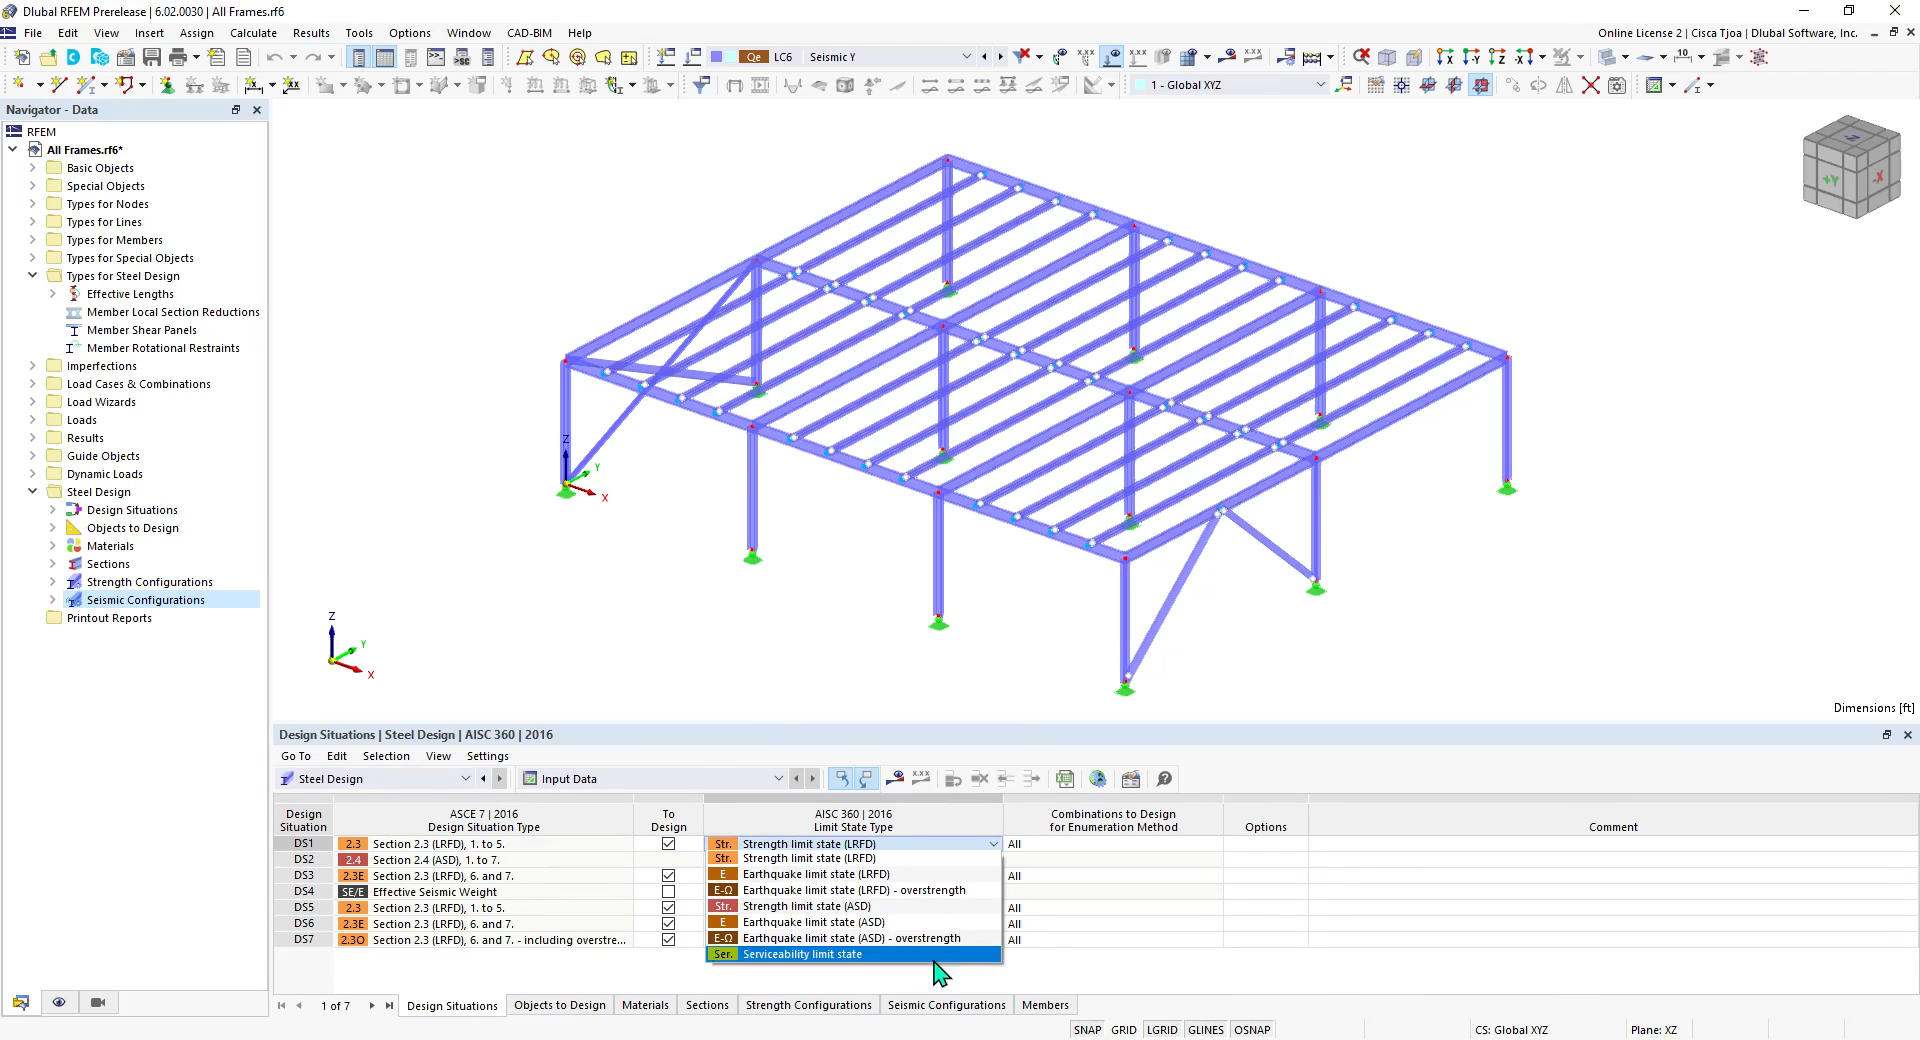 Dlubal RFEM Prerelease | 6.02.0030 | All Frames.rf6
File Edit View Insert Assign Calculate Results Tools Options Window CAD-BIM Help
Online License 2 | Cisca Tjoa | Dlubal Software, Inc.
Qe LC6 Seismic Y
1 - Global XYZ
Navigator - Data
RFEM
All Frames.rf6*
Basic Objects
Special Objects
Types for Nodes
Types for Lines
Types for Members
Types for Special Objects
Types for Steel Design
Effective Lengths
Member Local Section Reductions
Member Shear Panels
Member Rotational Restraints
Imperfections
Load Cases & Combinations
Load Wizards
Loads
Results
Guide Objects
Dynamic Loads
Steel Design
Design Situations
Objects to Design
Materials
Sections
Strength Configurations
Seismic Configurations
Printout Reports
+Y -X
Z
Y
X
Z
Y
X
Dimensions [ft]
Design Situations | Steel Design | AISC 360 | 2016
Go To Edit Selection View Settings
Steel Design Input Data
Design Situation
ASCE 7 | 2016 Design Situation Type
To Design
AISC 360 | 2016 Limit State Type
Combinations to Design for Enumeration Method
Options
Comment
DS1 2.3 Section 2.3 (LRFD), 1. to 5. Str. Strength limit state (LRFD) All
DS2 2.4 Section 2.4 (ASD), 1. to 7.
DS3 2.3E Section 2.3 (LRFD), 6. and 7. All
DS4 SE/E Effective Seismic Weight
DS5 2.3 Section 2.3 (LRFD), 1. to 5. All
DS6 2.3E Section 2.3 (LRFD), 6. and 7. All
DS7 2.3O Section 2.3 (LRFD), 6. and 7. - including overstre... All
Str. Strength limit state (LRFD)
E Earthquake limit state (LRFD)
E-Ω Earthquake limit state (LRFD) - overstrength
Str. Strength limit state (ASD)
E Earthquake limit state (ASD)
E-Ω Earthquake limit state (ASD) - overstrength
Ser. Serviceability limit state
1 of 7 Design Situations Objects to Design Materials Sections Strength Configurations Seismic Configurations Members
SNAP GRID LGRID GLINES OSNAP CS: Global XYZ Plane: XZ